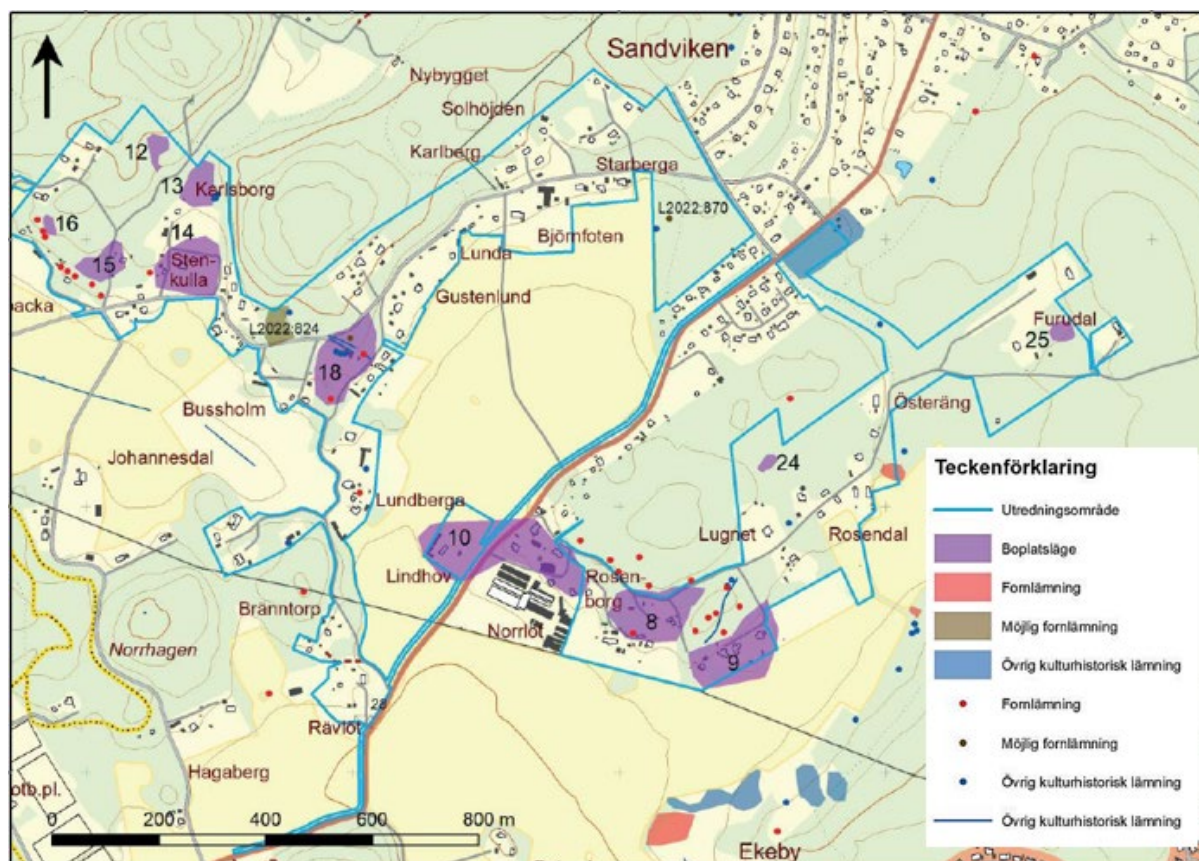 Sandviken
Nybygget
Solhöjden
Karlberg
Starberga
12
13
Karlsborg
16
14
L2022:870
15
Sten-
kulla
Björnfoten
Lunda
Gustenlund
backa
L2022:824
Furudal
25
18
Bussholm
Österäng
Johannesdal
24
Lundberga
10
Lugnet
Rosendal
Lindhov
Rosen-
borg
Bränntorp
8
Norrlöt
Norrhagen
9
28
Rävlöt
Hagaberg
otb.pl.
0 200 400 600 800 m
Ekeby
Teckenförklaring
Utredningsområde
Boplatsläge
Fornlämning
Möjlig fornlämning
Övrig kulturhistorisk lämning
Fornlämning
Möjlig fornlämning
Övrig kulturhistorisk lämning
Övrig kulturhistorisk lämning